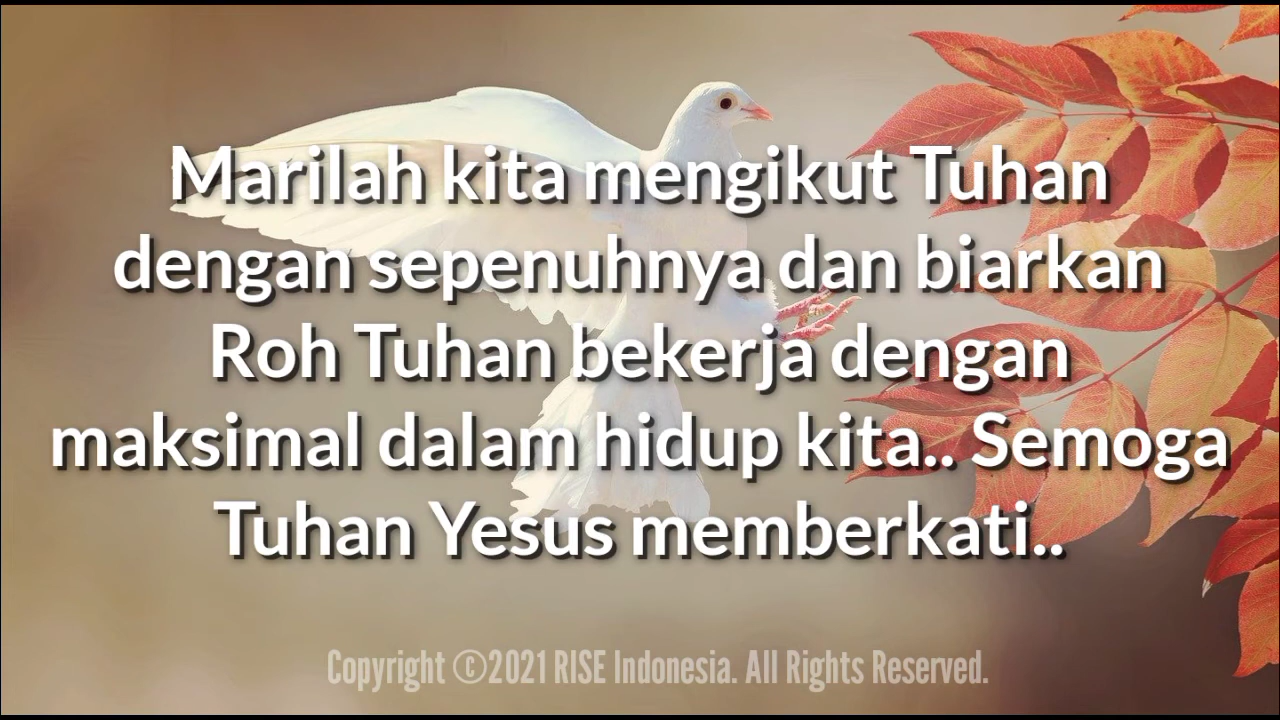 Marilah kita mengikut Tuhan
dengan sepenuhnya dan biarkan
Roh Tuhan bekerja dengan
maksimal dalam hidup kita.. Semoga
Tuhan Yesus memberkati..
Copyright ©2021 RISE Indonesia. All Rights Reserved.